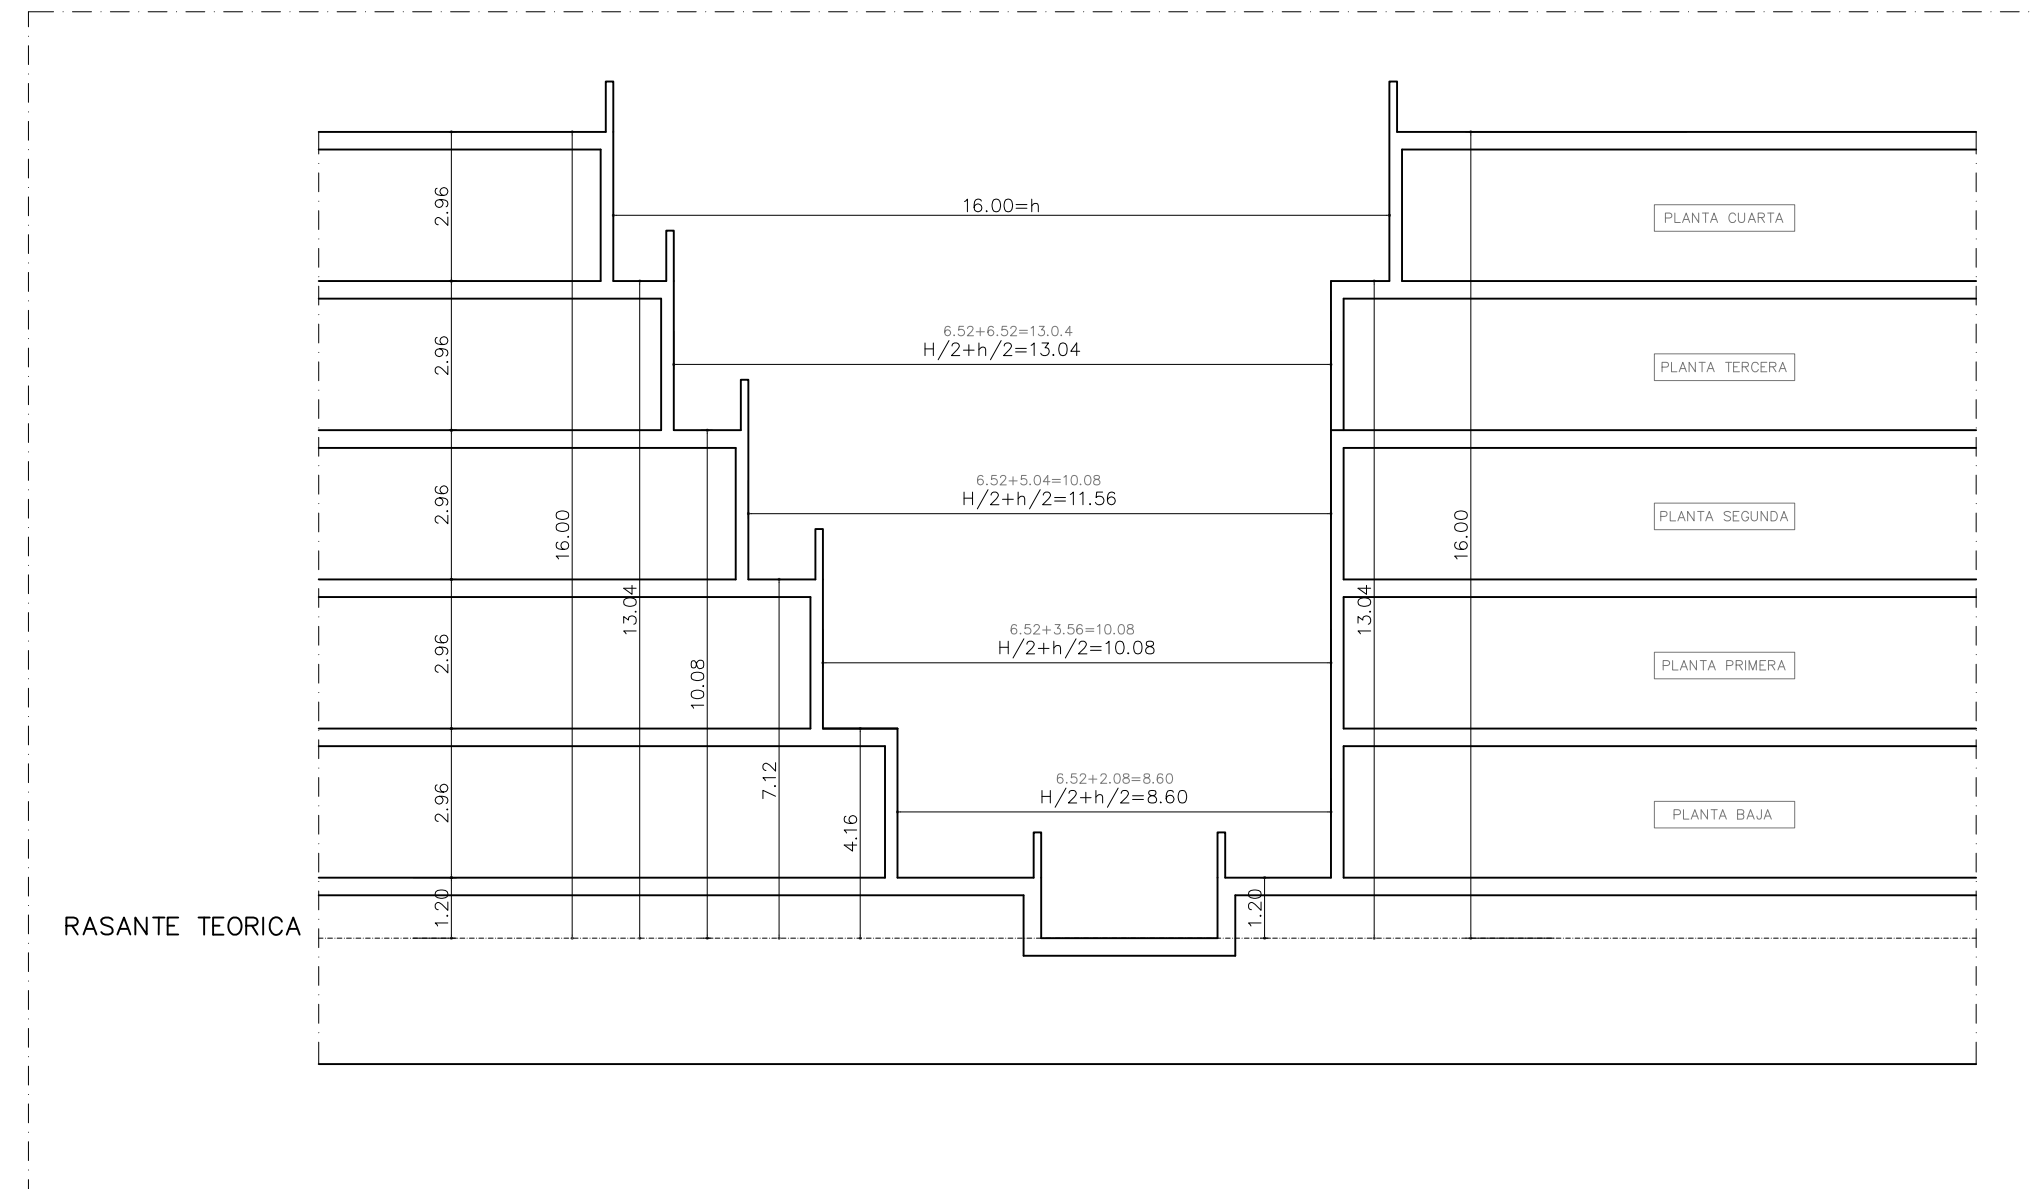 2.96
16.00=h
PLANTA CUARTA
2.96
6.52+6.52=13.0.4
H/2+h/2=13.04
PLANTA TERCERA
2.96
16.00
6.52+5.04=10.08
H/2+h/2=11.56
16.00
PLANTA SEGUNDA
2.96
13.04
10.08
6.52+3.56=10.08
H/2+h/2=10.08
13.04
PLANTA PRIMERA
2.96
7.12
4.16
6.52+2.08=8.60
H/2+h/2=8.60
PLANTA BAJA
1.20
1.20
RASANTE TEORICA